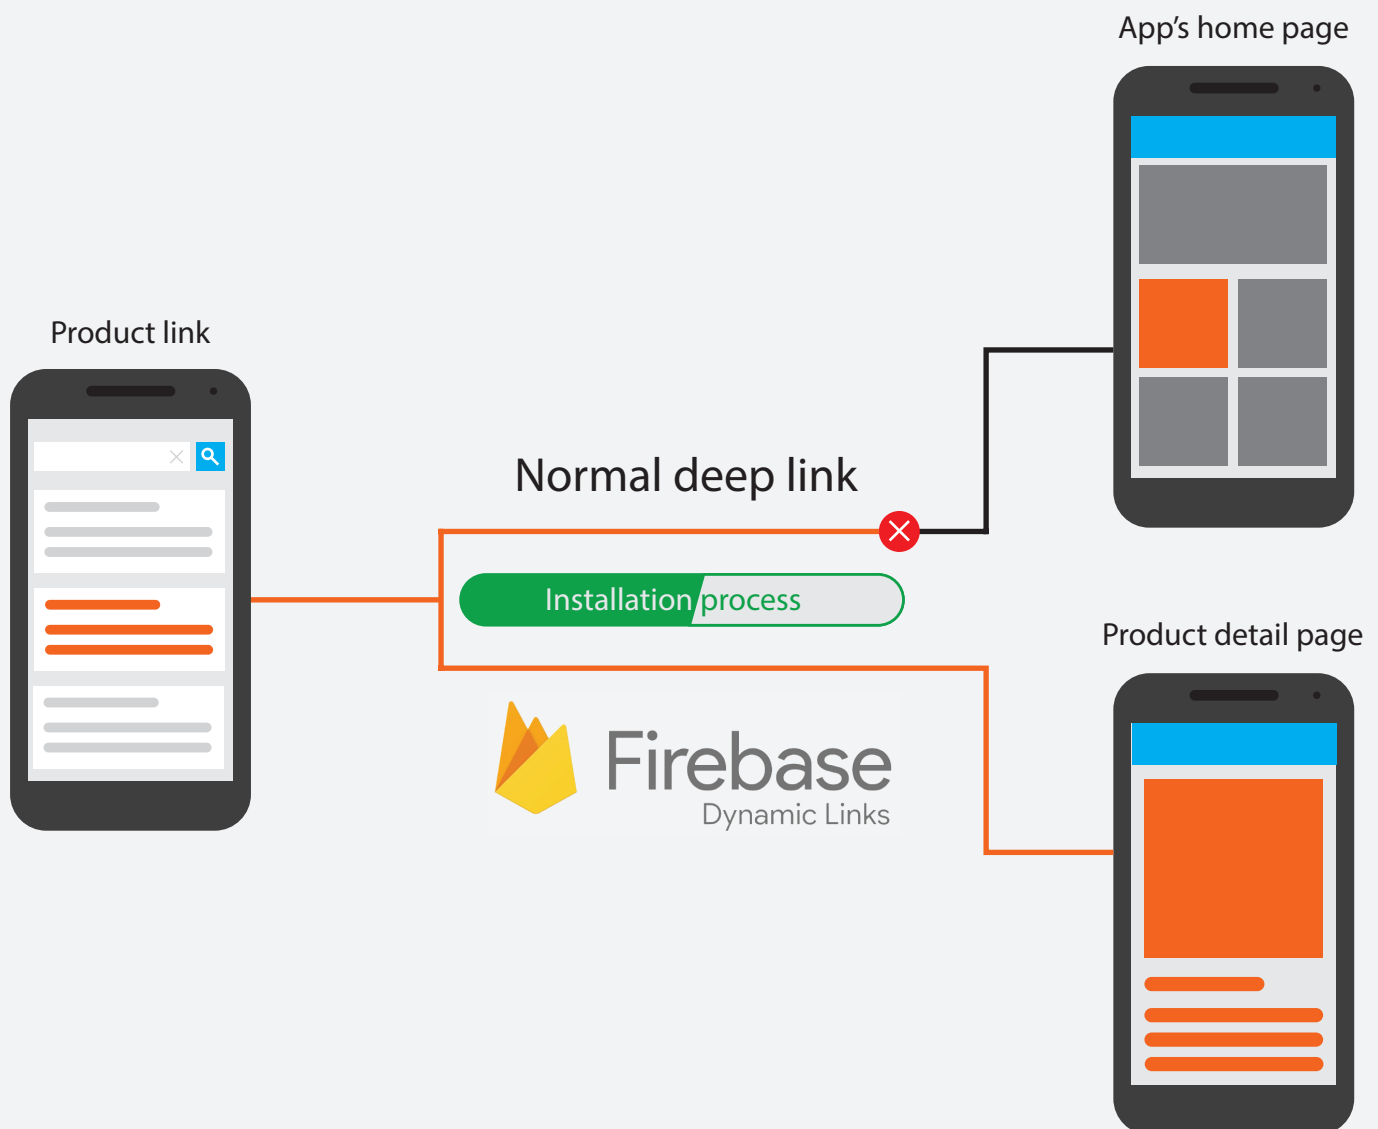 App's home page
Product link
Normal deep link
Installation process
Product detail page
Firebase
Dynamic Links